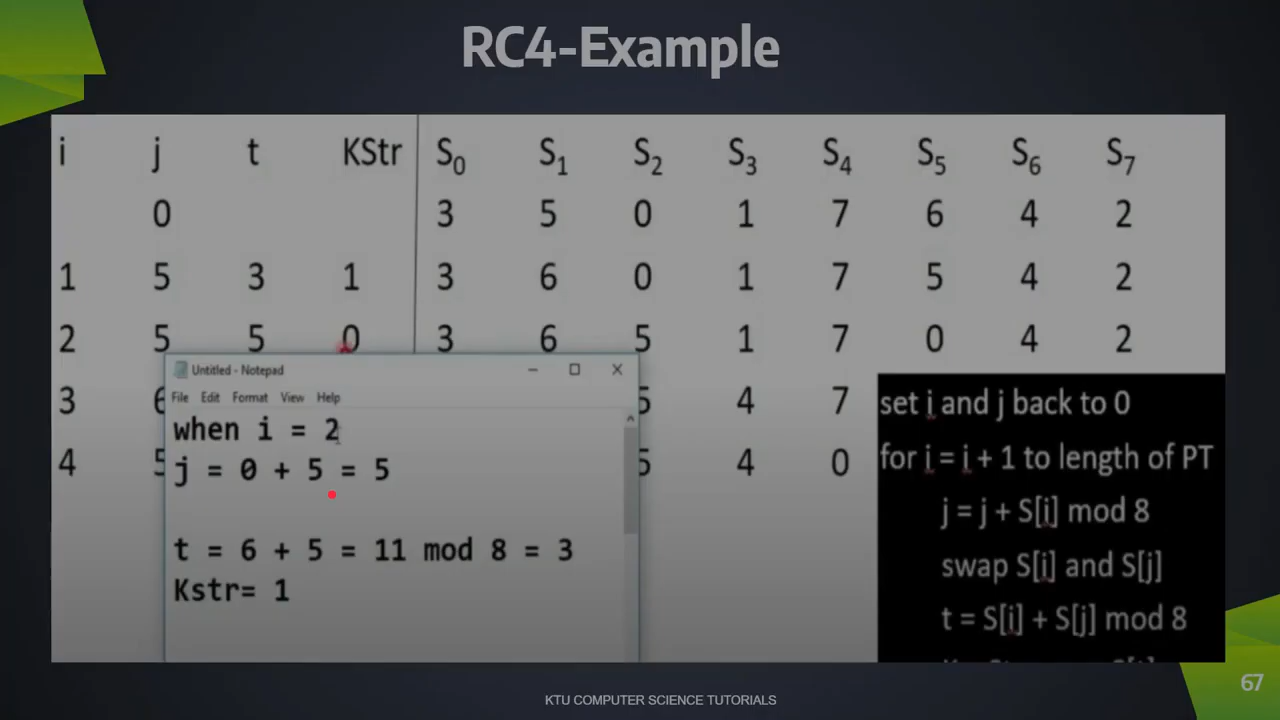 RC4-Example
i j t KStr S0 S1 S2 S3 S4 S5 S6 S7
0 3 5 0 1 7 6 4 2
1 5 3 1 3 6 0 1 7 5 4 2
2 5 5 0 3 6 5 1 7 0 4 2
3 6 5 4 7
4 5 5 4 0
Untitled - Notepad
File Edit Format View Help
when i = 2
j = 0 + 5 = 5
t = 6 + 5 = 11 mod 8 = 3
Kstr= 1
set i and j back to 0
for i = i + 1 to length of PT
j = j + S[i] mod 8
swap S[i] and S[j]
t = S[i] + S[j] mod 8
KTU COMPUTER SCIENCE TUTORIALS
67